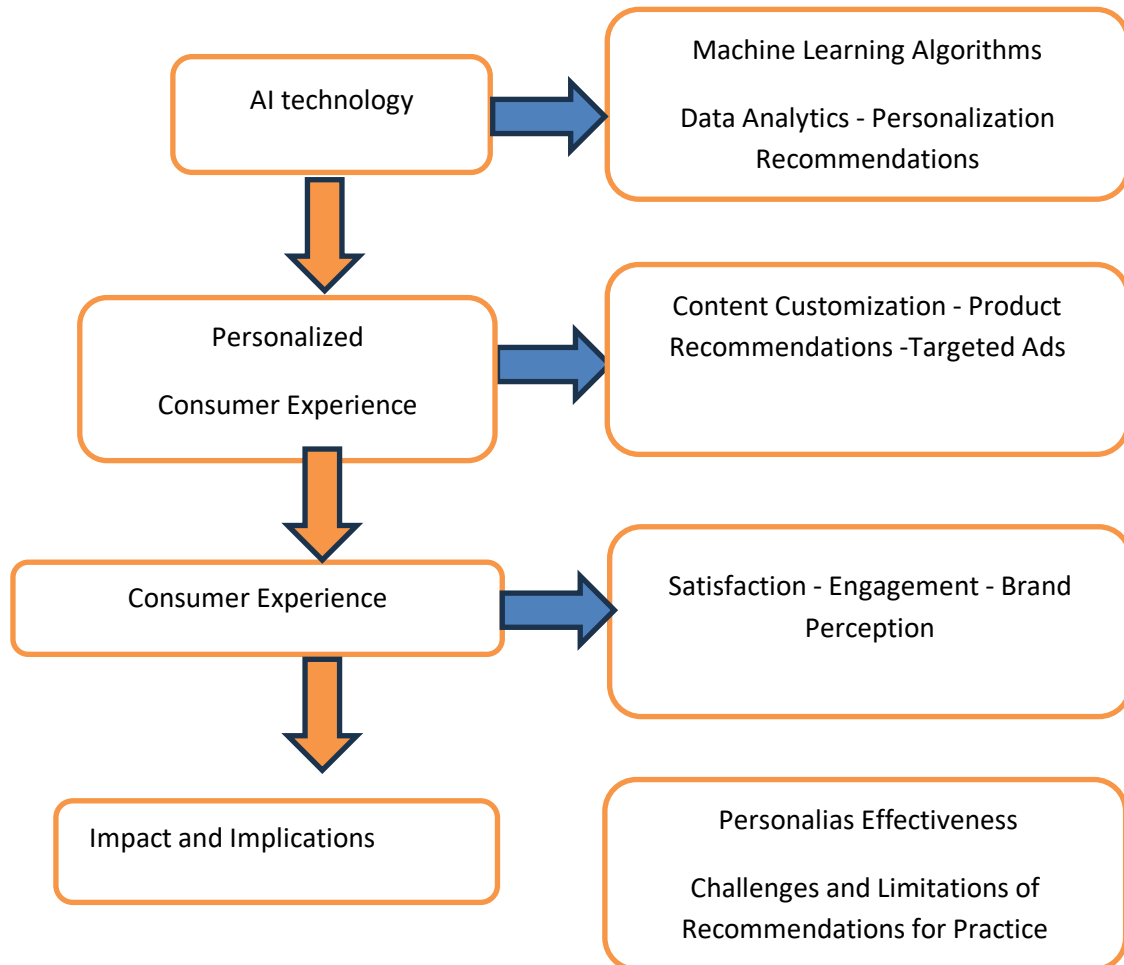 AI technology
Machine Learning Algorithms
Data Analytics - Personalization
Recommendations
Personalized
Consumer Experience
Content Customization - Product
Recommendations -Targeted Ads
Consumer Experience
Satisfaction - Engagement - Brand
Perception
Impact and Implications
Personalias Effectiveness
Challenges and Limitations of
Recommendations for Practice